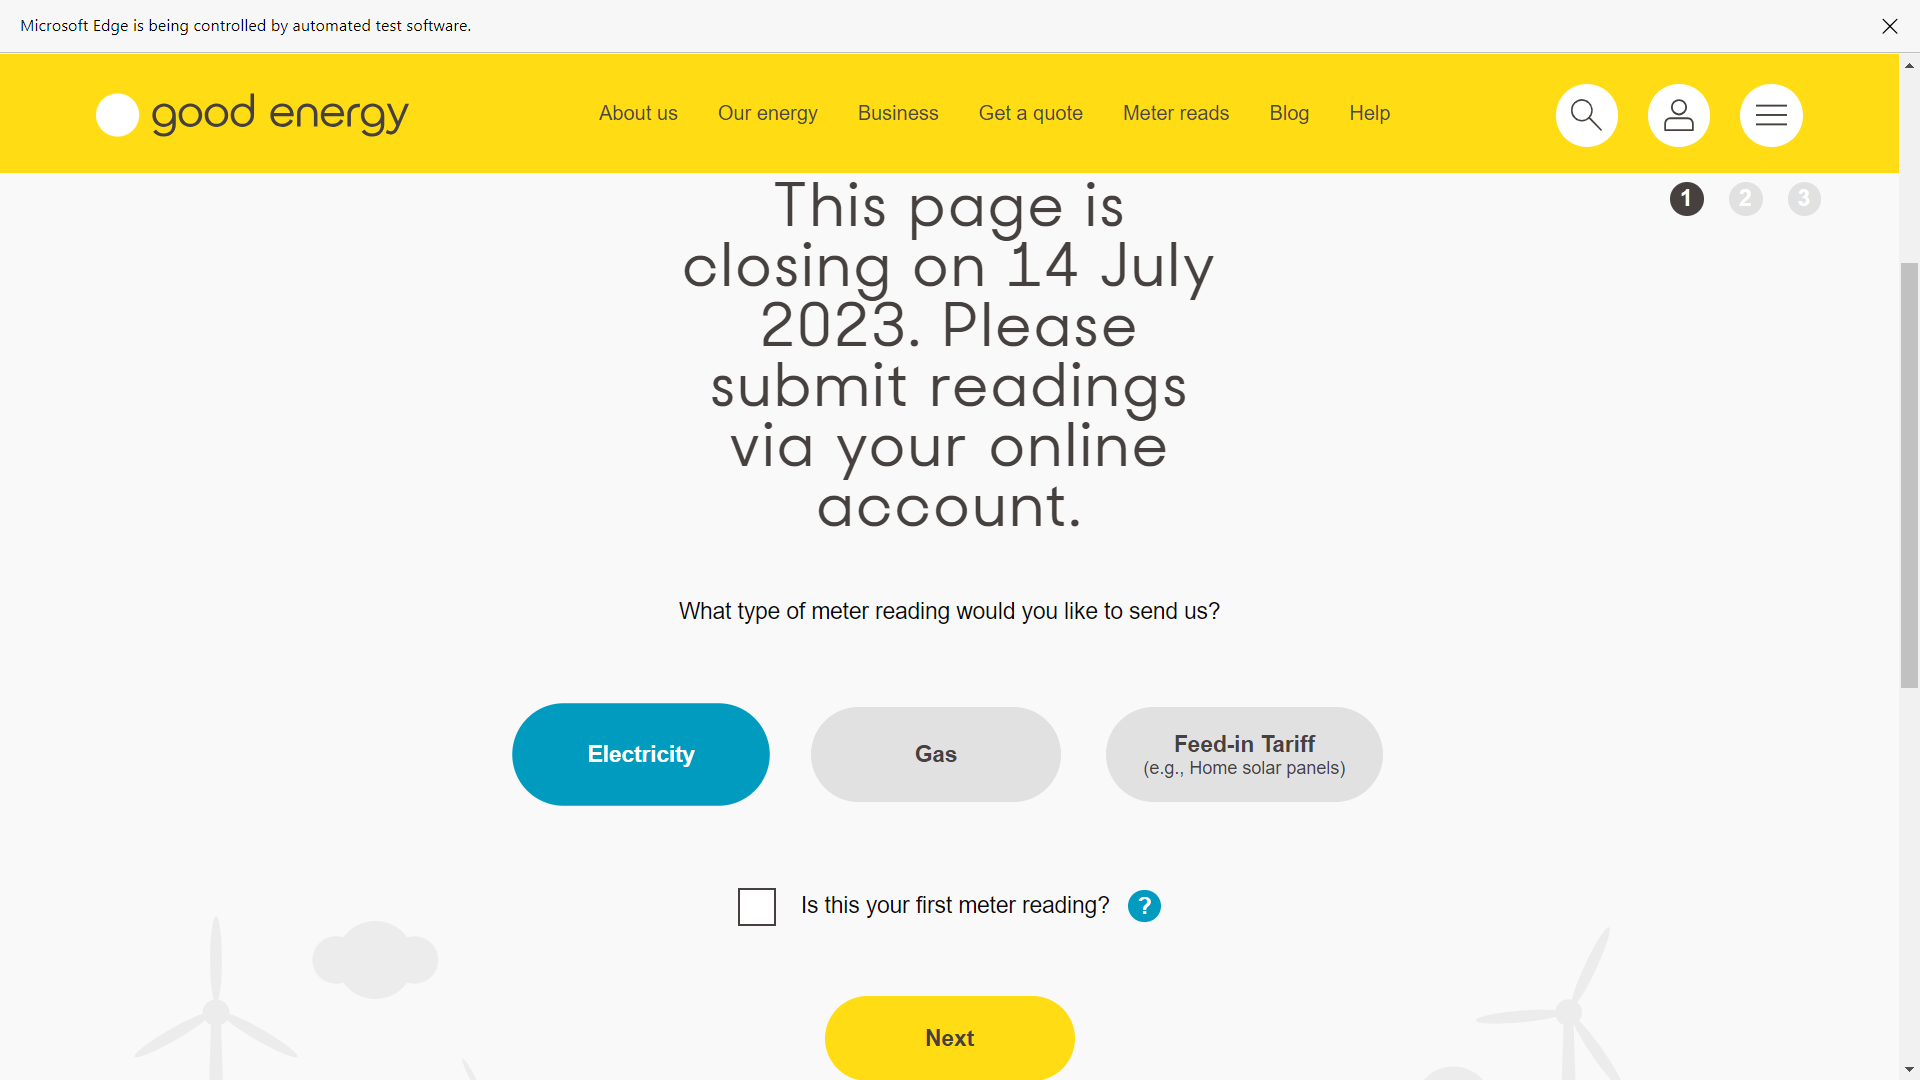 Microsoft Edge is being controlled by automated test software.
good energy
About us Our energy Business Get a quote Meter reads Blog Help
1 2 3
This page is
closing on 14 July
2023. Please
submit readings
via your online
account.
What type of meter reading would you like to send us?
Electricity
Gas
Feed-in Tariff
(e.g., Home solar panels)
Is this your first meter reading? ?
Next